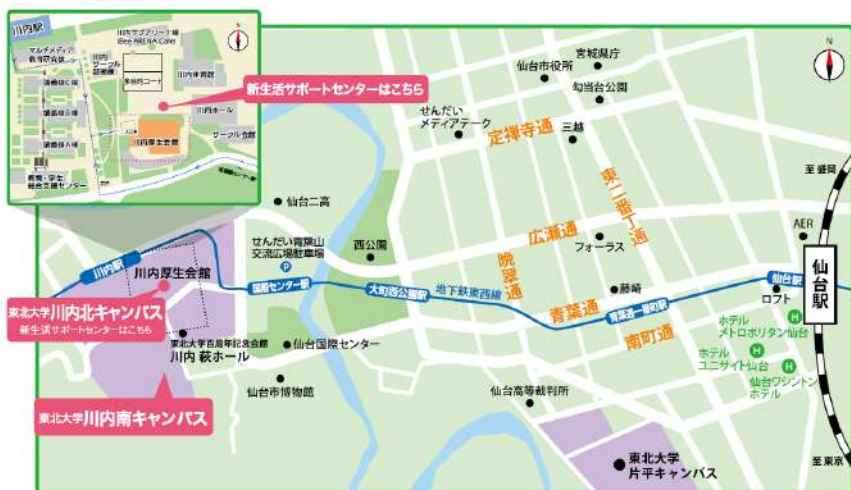 川内駅
マルチメディア
教育研究棟
講義棟C棟
講義棟B棟
講義棟A棟
教育・学生
総合支援センター
川内サブアリーナ棟
(Bee ARENA Cafe)
川内
サークル
部室棟
多目的コート
川内体育館
川内ホール
サークル会館
入口
川内厚生会館
N
新生活サポートセンターはこちら
N
宮城県庁
仙台市役所
勾当台公園
せんだい
メディアテーク
定禅寺通
三越
東二番丁通
至盛岡
仙台二高
広瀬通
AER
せんだい青葉山
交流広場駐車場
P
西公園
晩翠通
フォーラス
仙台駅
川内駅
川内厚生会館
国際センター駅
大町西公園駅
地下鉄東西線
藤崎
青葉通
青葉通一番町駅
仙台駅
ロフト
東北大学川内北キャンパス
新生活サポートセンターはこちら
南町通
ホテル
メトロポリタン仙台
H
東北大学百周年記念会館
川内 萩ホール
仙台国際センター
ホテル
ユニサイト仙台
H
仙台ワシントン
ホテル
H
仙台市博物館
仙台高等裁判所
東北大学川内南キャンパス
東北大学
片平キャンパス
至東京